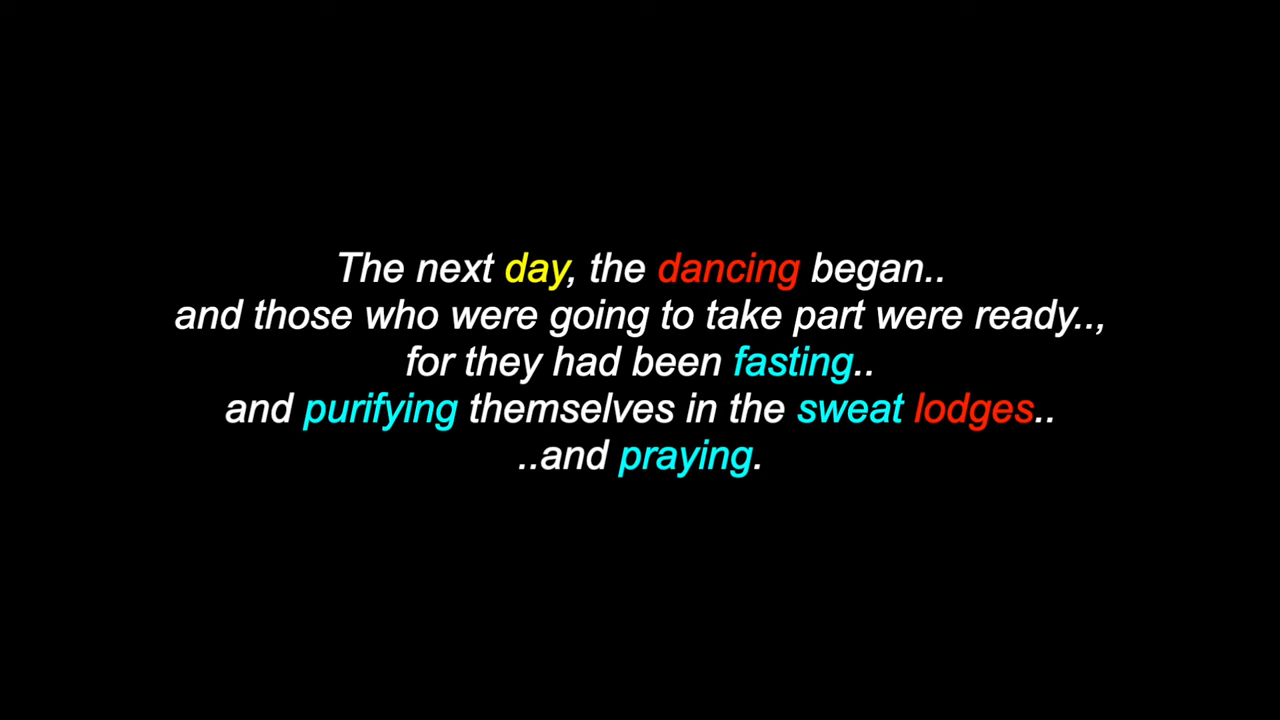 The next day, the dancing began..
and those who were going to take part were ready..,
for they had been fasting..
and purifying themselves in the sweat lodges..
..and praying.